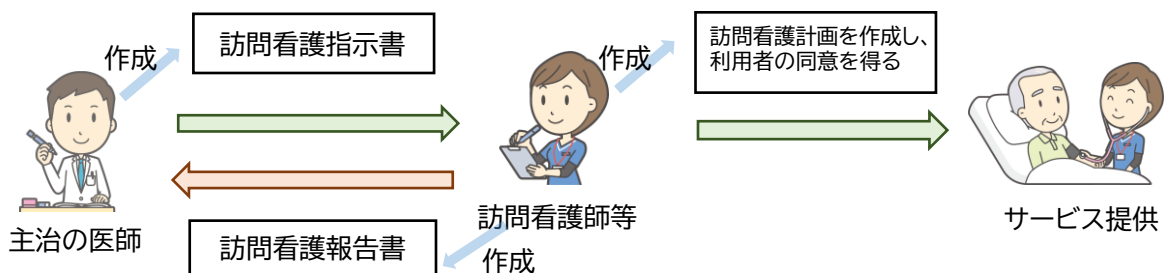 作成
訪問看護指示書
作成
訪問看護計画を作成し、
利用者の同意を得る
主治の医師
訪問看護師等
サービス提供
訪問看護報告書
作成